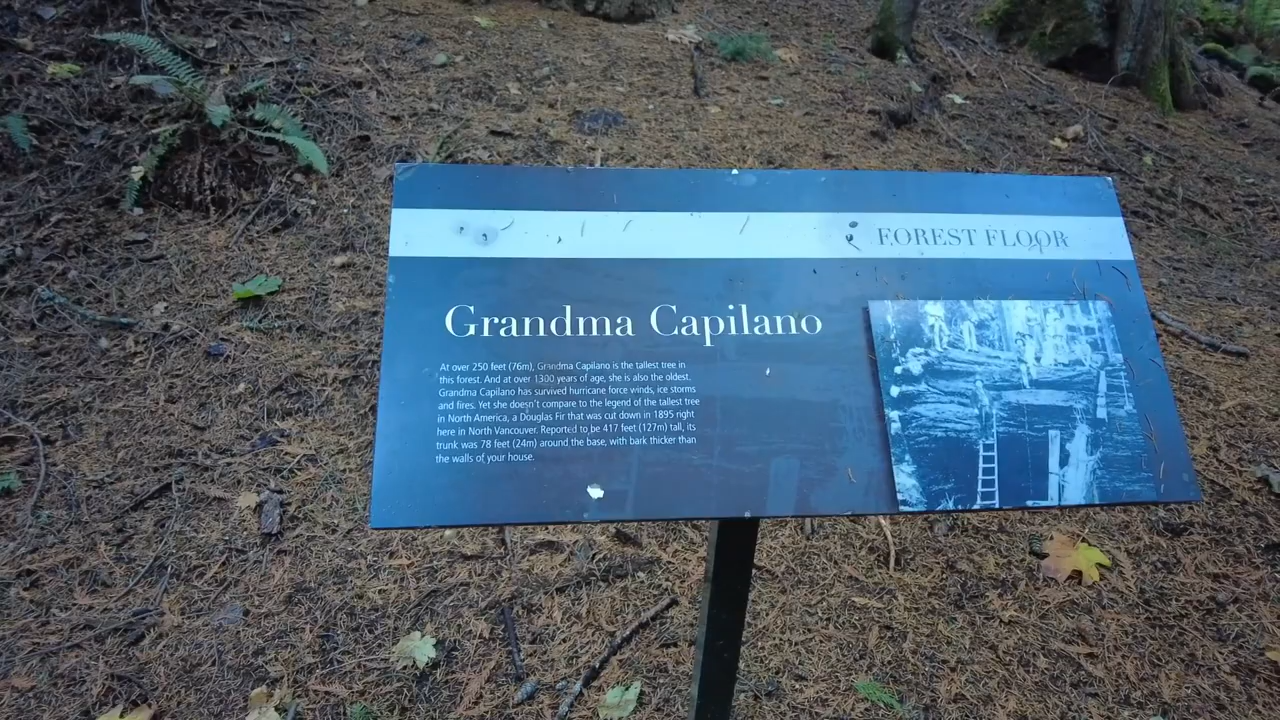 FOREST FLOOR
Grandma Capilano
At over 250 feet (76m), Grandma Capilano is the tallest tree in
this forest. And at over 1300 years of age, she is also the oldest.
Grandma Capilano has survived hurricane force winds, ice storms
and fires. Yet she doesn't compare to the legend of the tallest tree
in North America, a Douglas Fir that was cut down in 1895 right
here in North Vancouver. Reported to be 417 feet (127m) tall, its
trunk was 78 feet (24m) around the base, with bark thicker than
the walls of your house.